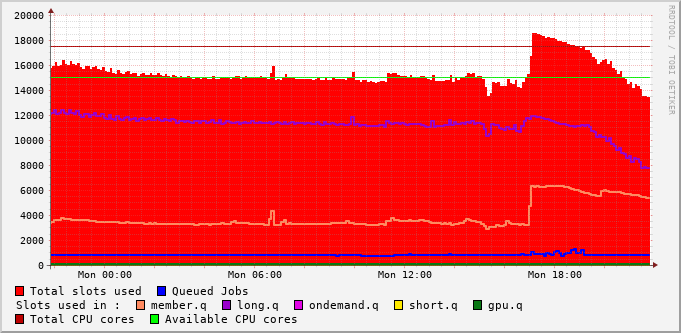 20000
18000
16000
14000
12000
10000
8000
6000
4000
2000
0
Mon 00:00 Mon 06:00 Mon 12:00 Mon 18:00
RRDTOOL / TOBI OETIKER
Total slots used Queued Jobs
Slots used in : member.q long.q ondemand.q short.q gpu.q
Total CPU cores Available CPU cores